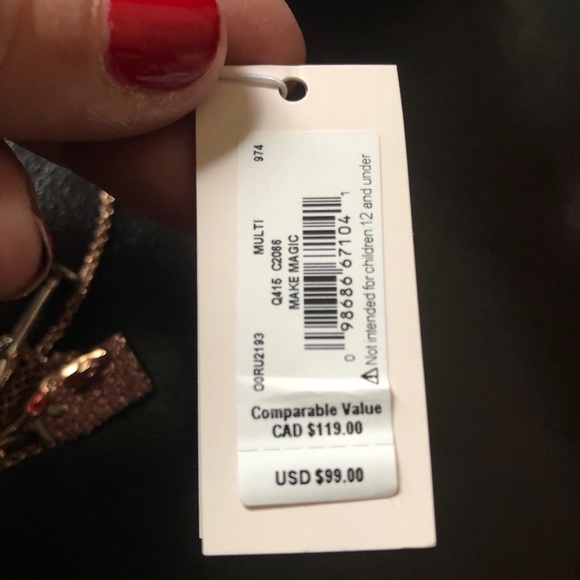 O0RU2193 MULTI 974
Q415 C2066
MAKE MAGIC
0 98686 67104 1
⚠ Not intended for children 12 and under
Comparable Value
CAD $119.00
USD $99.00